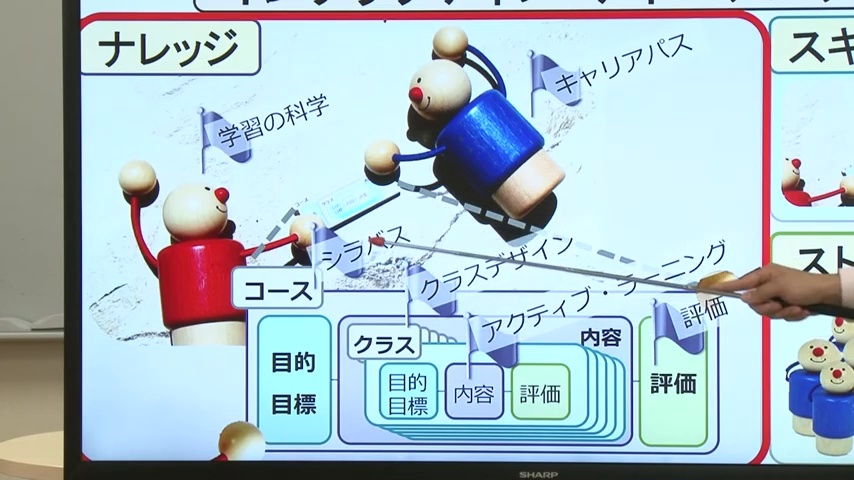 ナレッジ
スキ
キャリアパス
学習の科学
シラバス
クラスデザイン
アクティブ・ラーニング
評価
スト
コース
クラス
内容
目的
目標
目的
目標
内容
評価
評価
SHARP